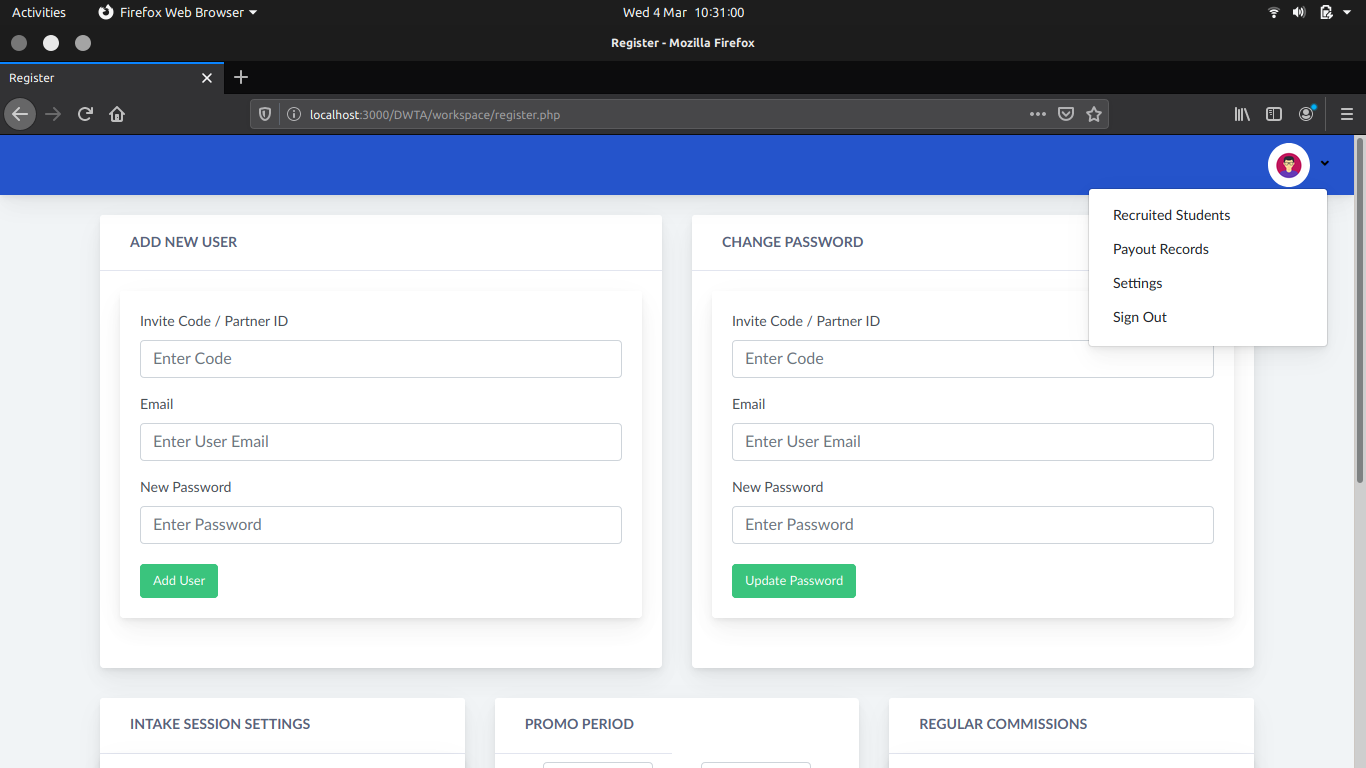 Activities
Firefox Web Browser
Wed 4 Mar 10:31:00
Register - Mozilla Firefox
Register
localhost:3000/DWTA/workspace/register.php
Recruited Students
Payout Records
Settings
Sign Out
ADD NEW USER
Invite Code / Partner ID
Enter Code
Email
Enter User Email
New Password
Enter Password
Add User
CHANGE PASSWORD
Invite Code / Partner ID
Enter Code
Email
Enter User Email
New Password
Enter Password
Update Password
INTAKE SESSION SETTINGS
PROMO PERIOD
REGULAR COMMISSIONS